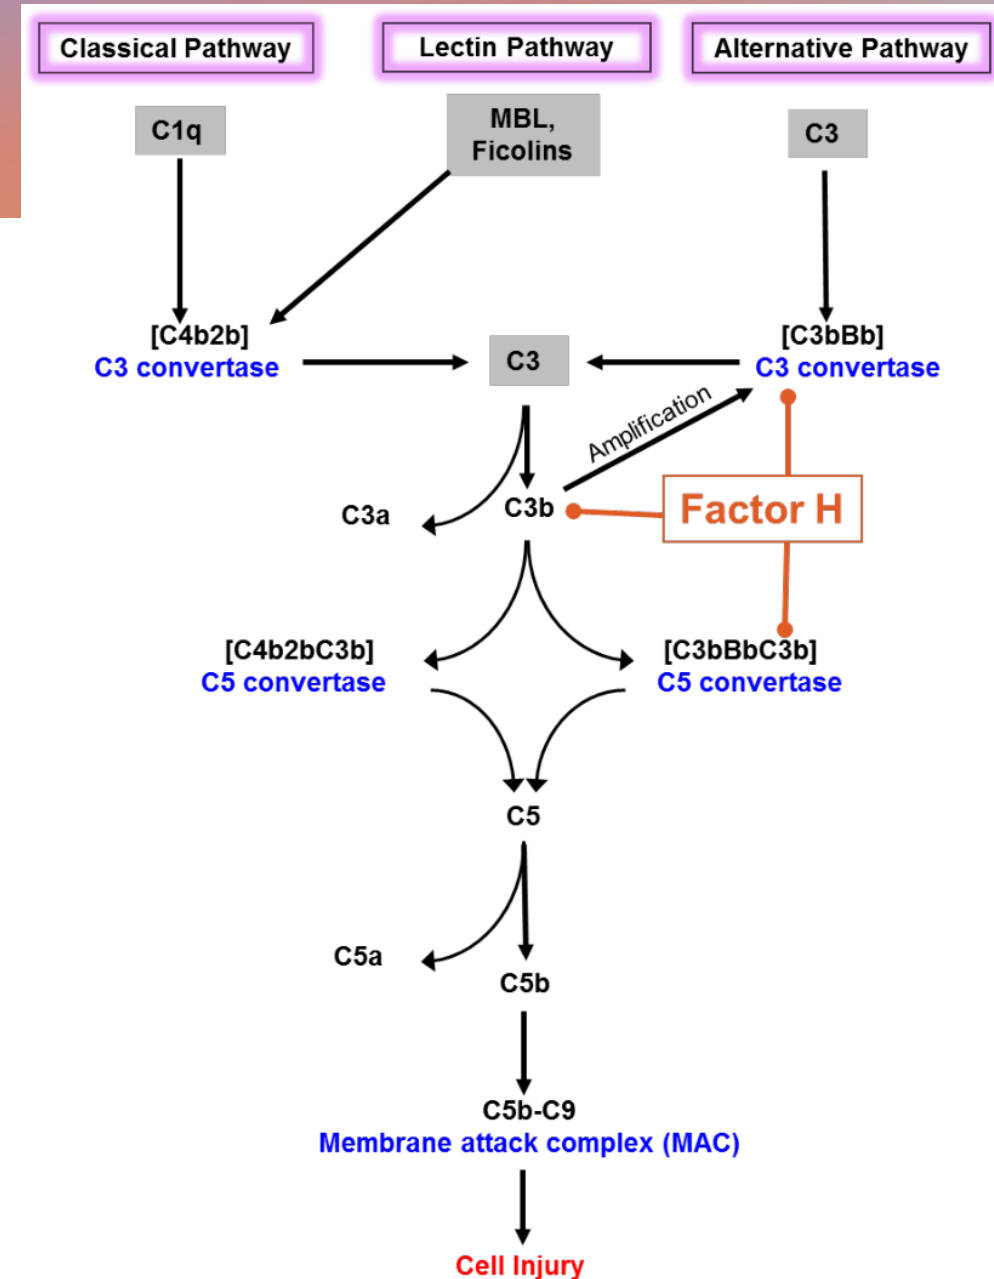 Classical Pathway
Lectin Pathway
Alternative Pathway
C1q
MBL,
Ficolins
C3
[C4b2b]
C3 convertase
C3
[C3bBb]
C3 convertase
Amplification
C3a
C3b
Factor H
[C4b2bC3b]
C5 convertase
[C3bBbC3b]
C5 convertase
C5
C5a
C5b
C5b-C9
Membrane attack complex (MAC)
Cell Injury